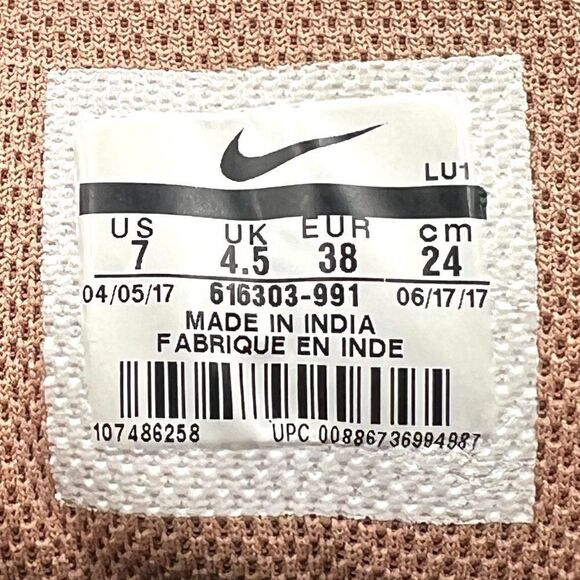 LU1
US UK EUR cm
7 4.5 38 24
04/05/17 616303-991 06/17/17
MADE IN INDIA
FABRIQUE EN INDE
107486258 UPC 00886736994987